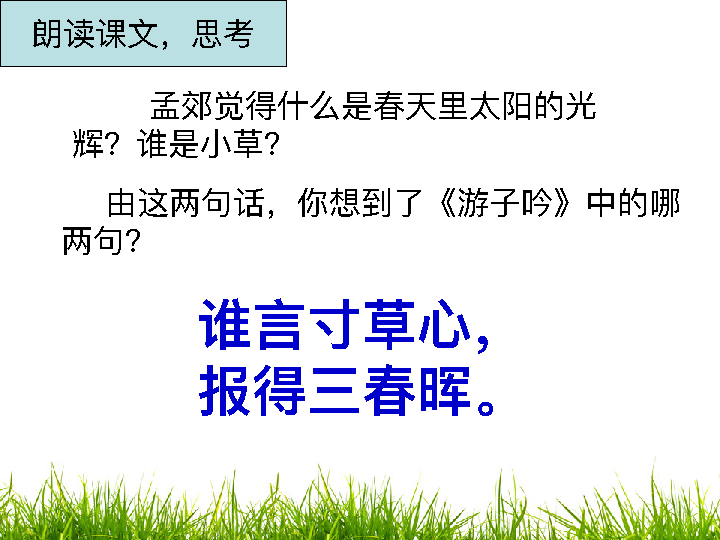 朗读课文，思考
孟郊觉得什么是春天里太阳的光
辉？谁是小草？
由这两句话，你想到了《游子吟》中的哪
两句？
谁言寸草心，
报得三春晖。